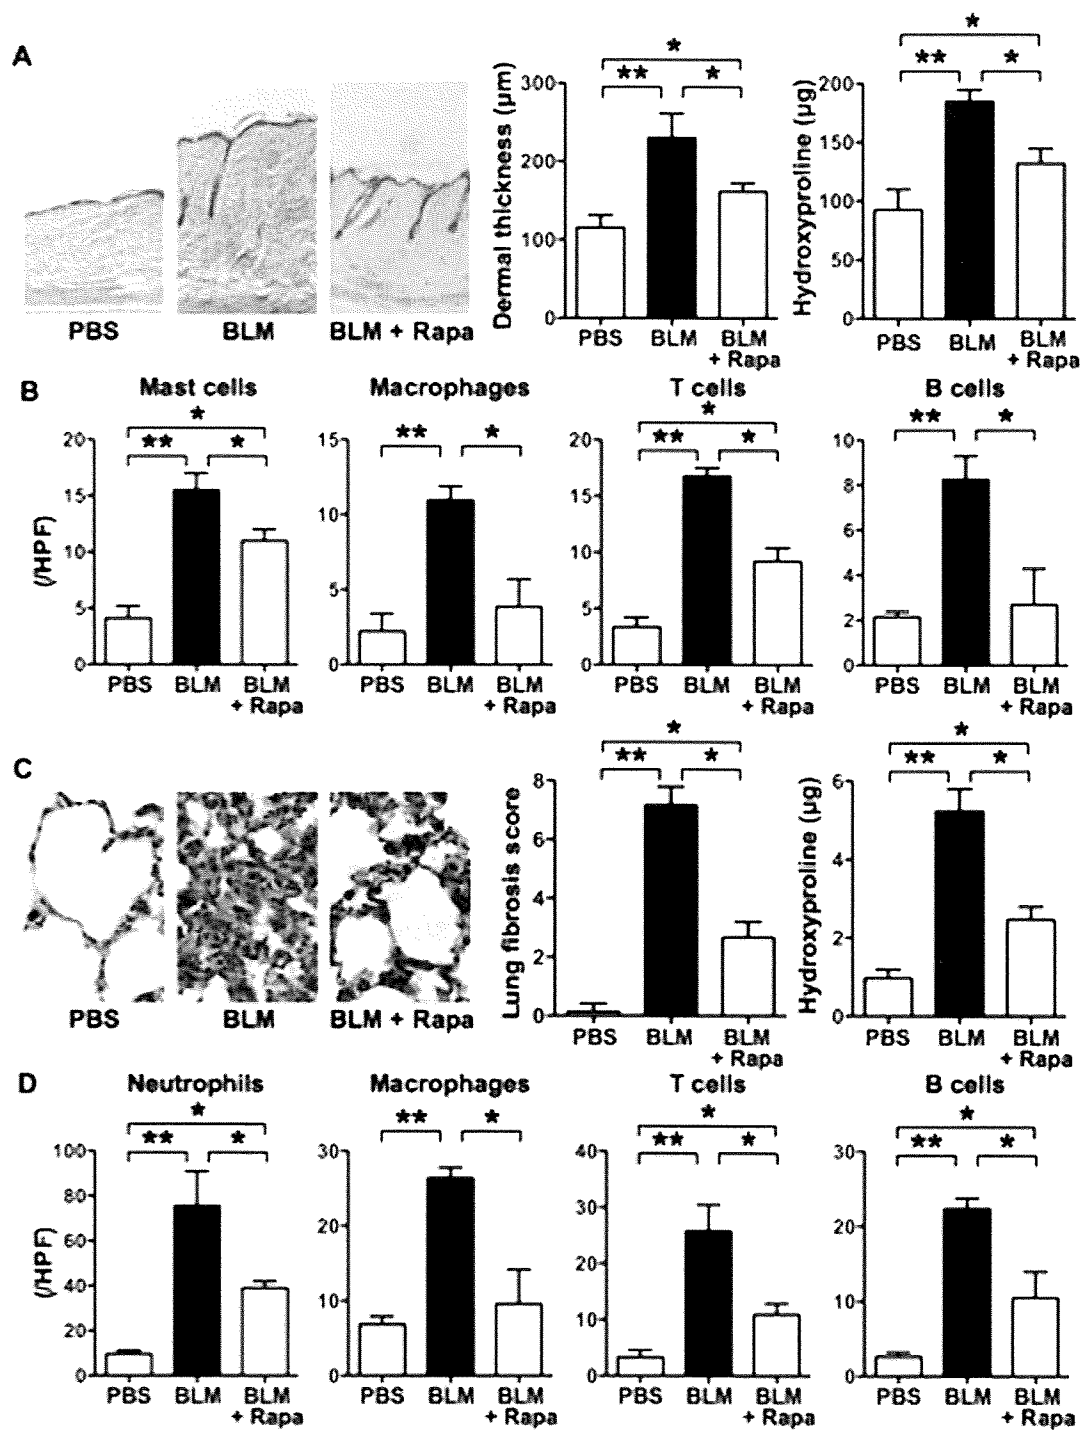 A
PBS
BLM
BLM + Rapa
Dermal thickness (μm)
300
200
100
0
**
*
*
PBS
BLM
BLM
+ Rapa
Hydroxyproline (μg)
200
150
100
50
0
**
*
*
PBS
BLM
BLM
+ Rapa
B
Mast cells
(/HPF)
20
15
10
5
0
*
**
*
PBS
BLM
BLM
+ Rapa
Macrophages
15
10
5
0
**
*
PBS
BLM
BLM
+ Rapa
T cells
20
15
10
5
0
*
**
*
PBS
BLM
BLM
+ Rapa
B cells
10
8
6
4
2
0
**
*
PBS
BLM
BLM
+ Rapa
C
PBS
BLM
BLM + Rapa
Lung fibrosis score
8
6
4
2
0
*
**
*
PBS
BLM
BLM
+ Rapa
Hydroxyproline (μg)
6
4
2
0
*
**
*
PBS
BLM
BLM
+ Rapa
D
Neutrophils
(/HPF)
100
80
60
40
20
0
*
**
*
PBS
BLM
BLM
+ Rapa
Macrophages
30
20
10
0
**
*
PBS
BLM
BLM
+ Rapa
T cells
40
30
20
10
0
*
**
*
PBS
BLM
BLM
+ Rapa
B cells
30
20
10
0
*
**
*
PBS
BLM
BLM
+ Rapa